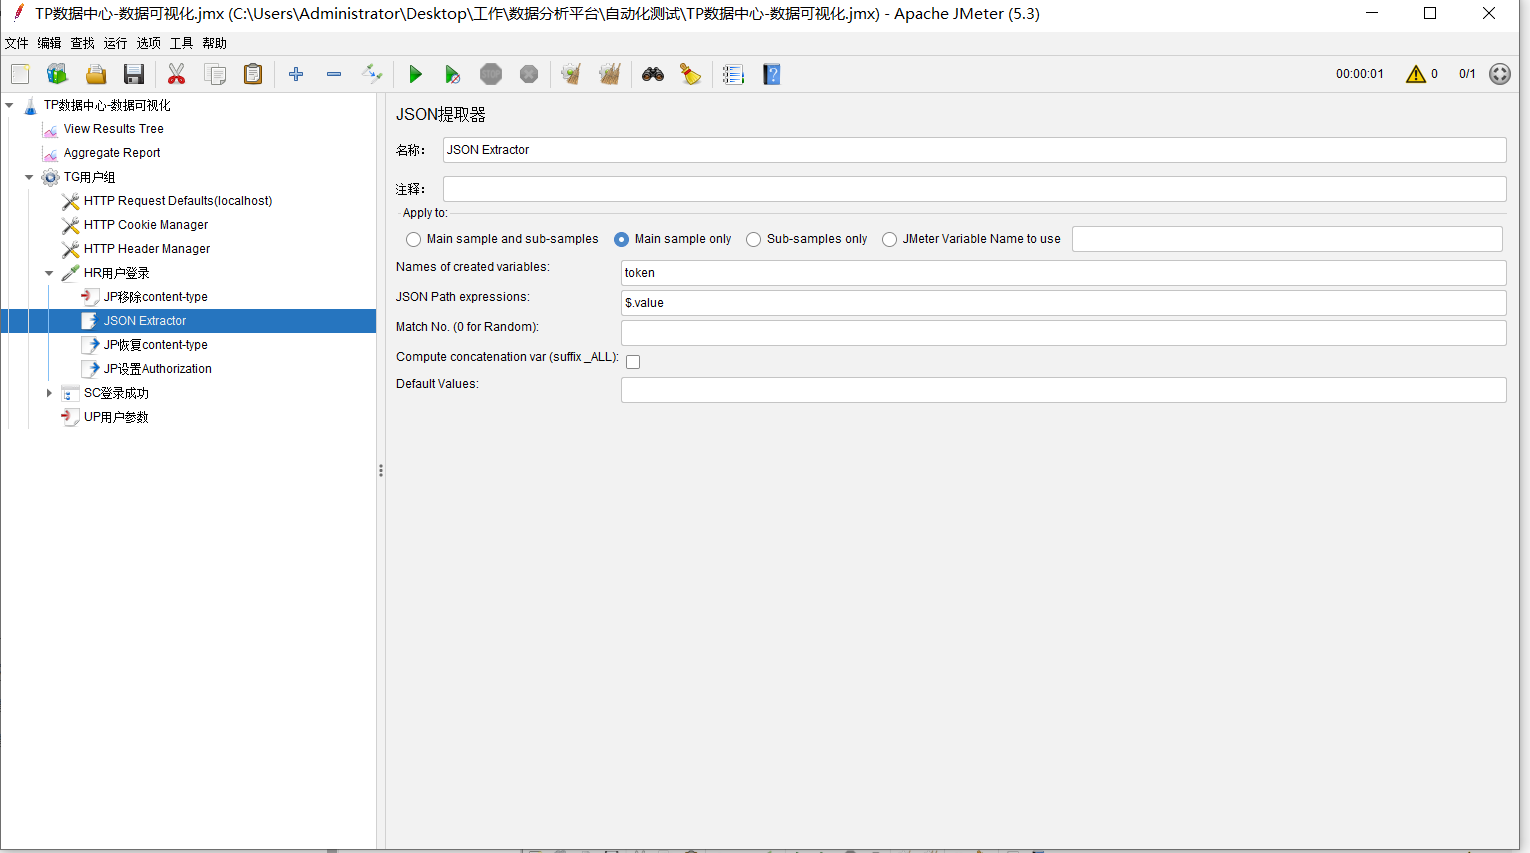 TP数据中心-数据可视化.jmx (C:\Users\Administrator\Desktop\工作\数据分析平台\自动化测试\TP数据中心-数据可视化.jmx) - Apache JMeter (5.3)
文件 编辑 查找 运行 选项 工具 帮助
STOP
00:00:01 0 0/1
TP数据中心-数据可视化
View Results Tree
Aggregate Report
TG用户组
HTTP Request Defaults(localhost)
HTTP Cookie Manager
HTTP Header Manager
HR用户登录
JP移除content-type
JSON Extractor
JP恢复content-type
JP设置Authorization
SC登录成功
UP用户参数
JSON提取器
名称： JSON Extractor
注释：
Apply to:
Main sample and sub-samples Main sample only Sub-samples only JMeter Variable Name to use
Names of created variables: token
JSON Path expressions: $.value
Match No. (0 for Random):
Compute concatenation var (suffix _ALL):
Default Values: